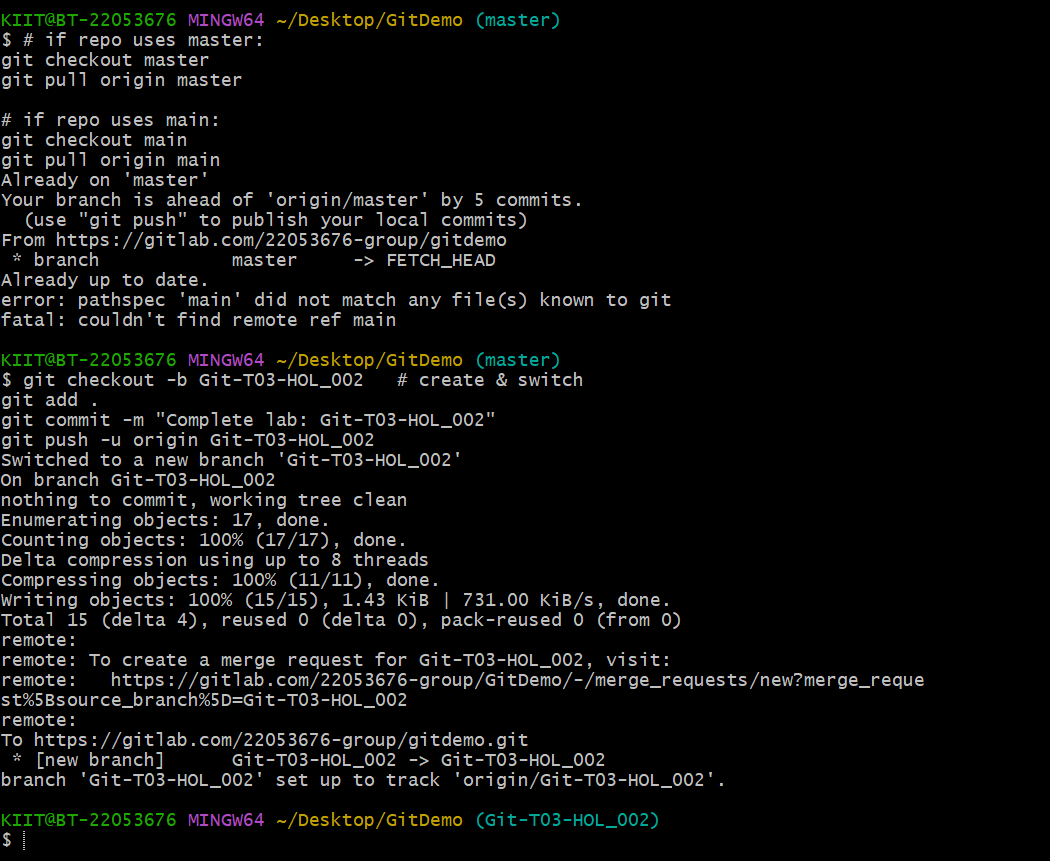 KIIT@BT-22053676 MINGW64 ~/Desktop/GitDemo (master)
$ # if repo uses master:
git checkout master
git pull origin master

# if repo uses main:
git checkout main
git pull origin main
Already on 'master'
Your branch is ahead of 'origin/master' by 5 commits.
  (use "git push" to publish your local commits)
From https://gitlab.com/22053676-group/gitdemo
 * branch            master     -> FETCH_HEAD
Already up to date.
error: pathspec 'main' did not match any file(s) known to git
fatal: couldn't find remote ref main

KIIT@BT-22053676 MINGW64 ~/Desktop/GitDemo (master)
$ git checkout -b Git-T03-HOL_002   # create & switch
git add .
git commit -m "Complete lab: Git-T03-HOL_002"
git push -u origin Git-T03-HOL_002
Switched to a new branch 'Git-T03-HOL_002'
On branch Git-T03-HOL_002
nothing to commit, working tree clean
Enumerating objects: 17, done.
Counting objects: 100% (17/17), done.
Delta compression using up to 8 threads
Compressing objects: 100% (11/11), done.
Writing objects: 100% (15/15), 1.43 KiB | 731.00 KiB/s, done.
Total 15 (delta 4), reused 0 (delta 0), pack-reused 0 (from 0)
remote:
remote: To create a merge request for Git-T03-HOL_002, visit:
remote:   https://gitlab.com/22053676-group/GitDemo/-/merge_requests/new?merge_reque
st%5Bsource_branch%5D=Git-T03-HOL_002
remote:
To https://gitlab.com/22053676-group/gitdemo.git
 * [new branch]      Git-T03-HOL_002 -> Git-T03-HOL_002
branch 'Git-T03-HOL_002' set up to track 'origin/Git-T03-HOL_002'.

KIIT@BT-22053676 MINGW64 ~/Desktop/GitDemo (Git-T03-HOL_002)
$